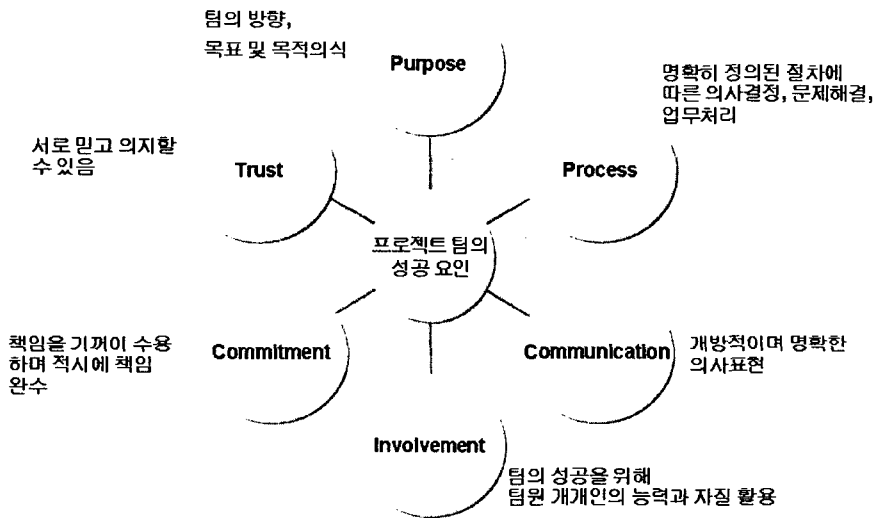 팀의 방향,
목표 및 목적의식
Purpose
명확히 정의된 절차에
따른 의사결정, 문제해결,
업무처리
Process
서로 믿고 의지할
수 있음
Trust
프로젝트 팀의
성공 요인
책임을 기꺼이 수용
하며 적시에 책임
완수
Commitment
Communication
개방적이며 명확한
의사표현
Involvement
팀의 성공을 위해
팀원 개개인의 능력과 자질 활용